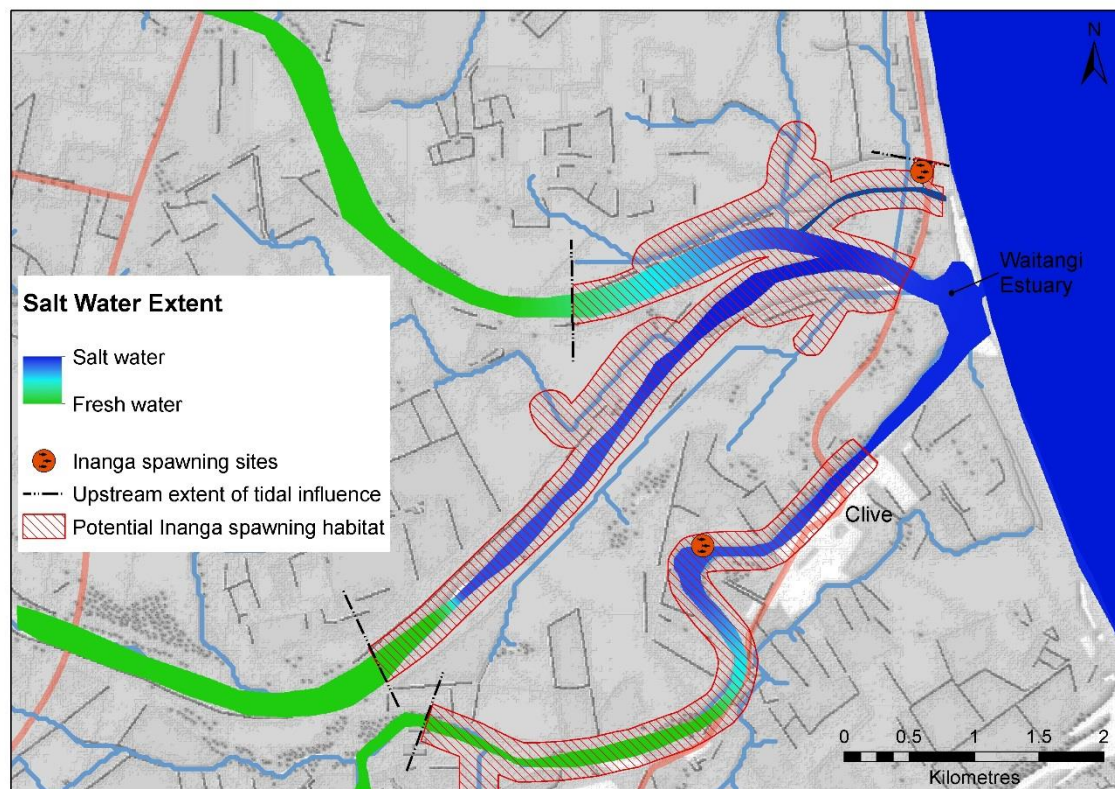 N
Waitangi
Estuary
Salt Water Extent
Salt water
Fresh water
Inanga spawning sites
Upstream extent of tidal influence
Potential Inanga spawning habitat
Clive
0 0.5 1 1.5 2
Kilometres